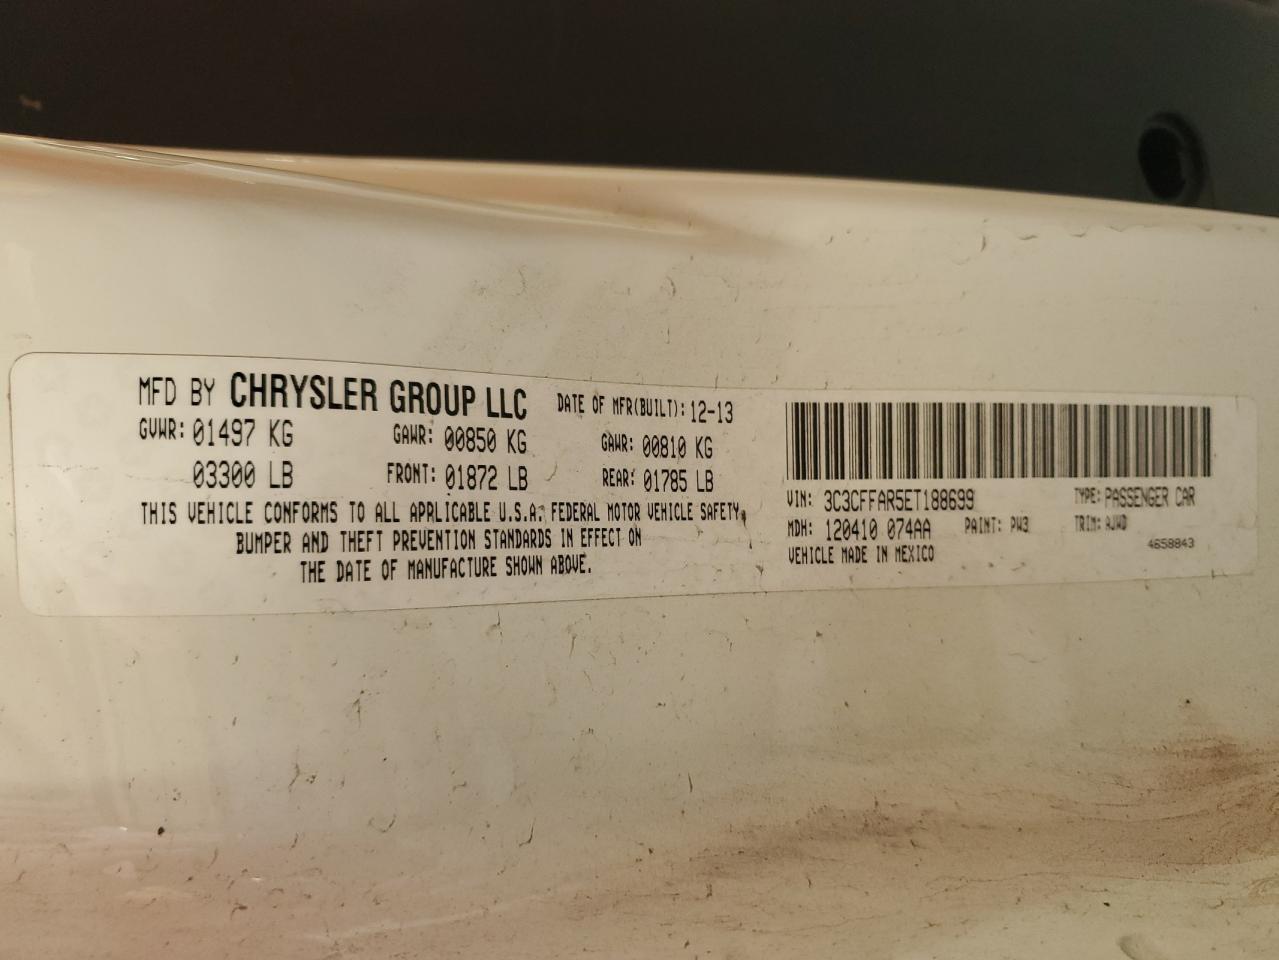 MFD BY CHRYSLER GROUP LLC DATE OF MFR(BUILT): 12-13
GVWR: 01497 KG GAWR: 00850 KG GAWR: 00810 KG
03300 LB FRONT: 01872 LB REAR: 01785 LB
THIS VEHICLE CONFORMS TO ALL APPLICABLE U.S.A. FEDERAL MOTOR VEHICLE SAFETY,
BUMPER AND THEFT PREVENTION STANDARDS IN EFFECT ON
THE DATE OF MANUFACTURE SHOWN ABOVE.
VIN: 3C3CFFAR5ET188699 TYPE: PASSENGER CAR
MDH: 120410 074AA PAINT: PW3 TRIM: AJWD
VEHICLE MADE IN MEXICO 4658843